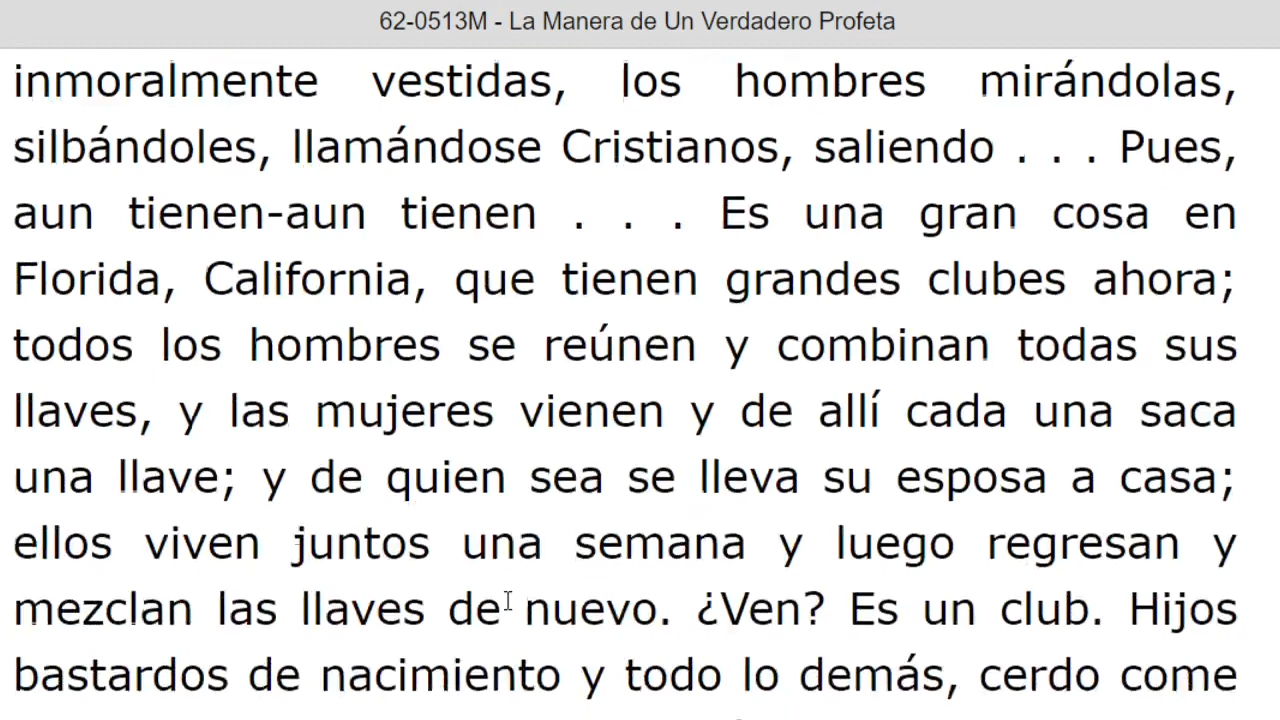 62-0513M - La Manera de Un Verdadero Profeta
inmoralmente vestidas, los hombres mirándolas,
silbándoles, llamándose Cristianos, saliendo . . . Pues,
aun tienen-aun tienen . . . Es una gran cosa en
Florida, California, que tienen grandes clubes ahora;
todos los hombres se reúnen y combinan todas sus
llaves, y las mujeres vienen y de allí cada una saca
una llave; y de quien sea se lleva su esposa a casa;
ellos viven juntos una semana y luego regresan y
mezclan las llaves de nuevo. ¿Ven? Es un club. Hijos
bastardos de nacimiento y todo lo demás, cerdo come